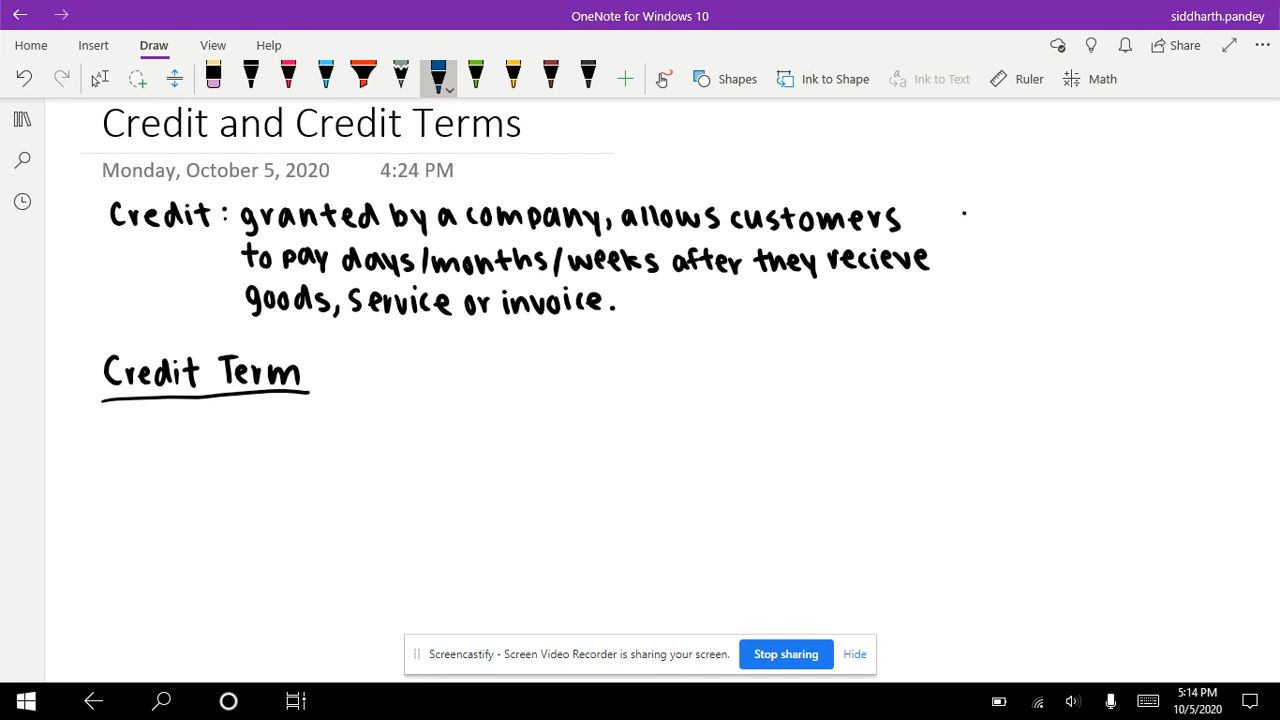 OneNote for Windows 10
siddharth.pandey
Home Insert Draw View Help
Share
Shapes Ink to Shape Ink to Text Ruler Math
Credit and Credit Terms
Monday, October 5, 2020 4:24 PM
Credit : granted by a company, allows customers
to pay days/months/weeks after they recieve
goods, service or invoice.
Credit Term
Screencastify - Screen Video Recorder is sharing your screen. Stop sharing Hide
5:14 PM
10/5/2020